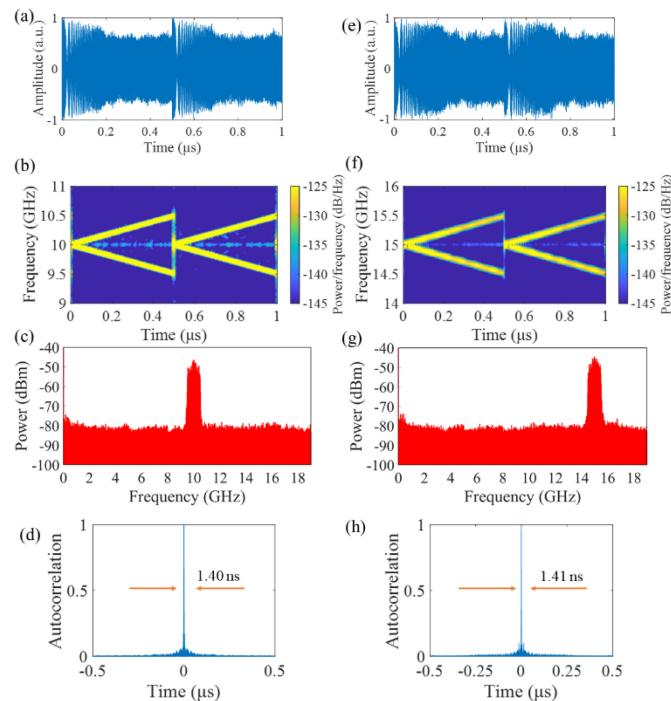 (a)
Amplitude (a.u.)
1
0
-1
0 0.2 0.4 0.6 0.8 1
Time (μs)
(e)
Amplitude (a.u.)
1
0
-1
0 0.2 0.4 0.6 0.8 1
Time (μs)
(b)
Frequency (GHz)
11
10.5
10
9.5
9
0 0.2 0.4 0.6 0.8 1
Time (μs)
-125
-130
-135
-140
-145
Power/frequency (dB/Hz)
(f)
Frequency (GHz)
16
15.5
15
14.5
14
0 0.2 0.4 0.6 0.8 1
Time (μs)
-125
-130
-135
-140
-145
Power/frequency (dB/Hz)
(c)
Power (dBm)
-40
-50
-60
-70
-80
-90
-100
0 2 4 6 8 10 12 14 16 18
Frequency (GHz)
(g)
Power (dBm)
-40
-50
-60
-70
-80
-90
-100
0 2 4 6 8 10 12 14 16 18
Frequency (GHz)
(d)
Autocorrelation
1
0.5
0
1.40 ns
-0.5 0 0.5
Time (μs)
(h)
Autocorrelation
1
0.5
0
1.41 ns
-0.5 -0.25 0 0.25 0.5
Time (μs)